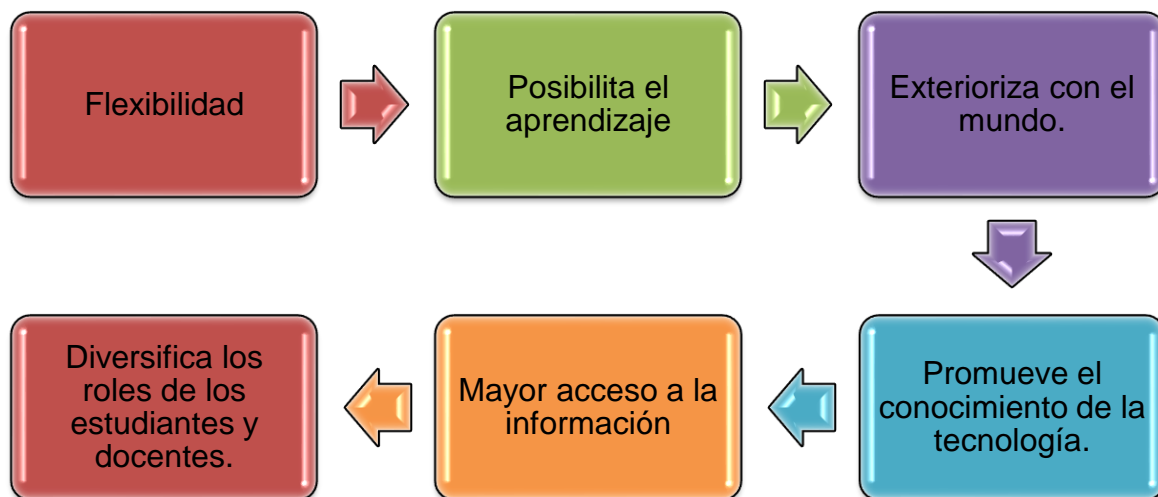 Flexibilidad
Posibilita el
aprendizaje
Exterioriza con el
mundo.
Promueve el
conocimiento de la
tecnología.
Mayor acceso a la
información
Diversifica los
roles de los
estudiantes y
docentes.